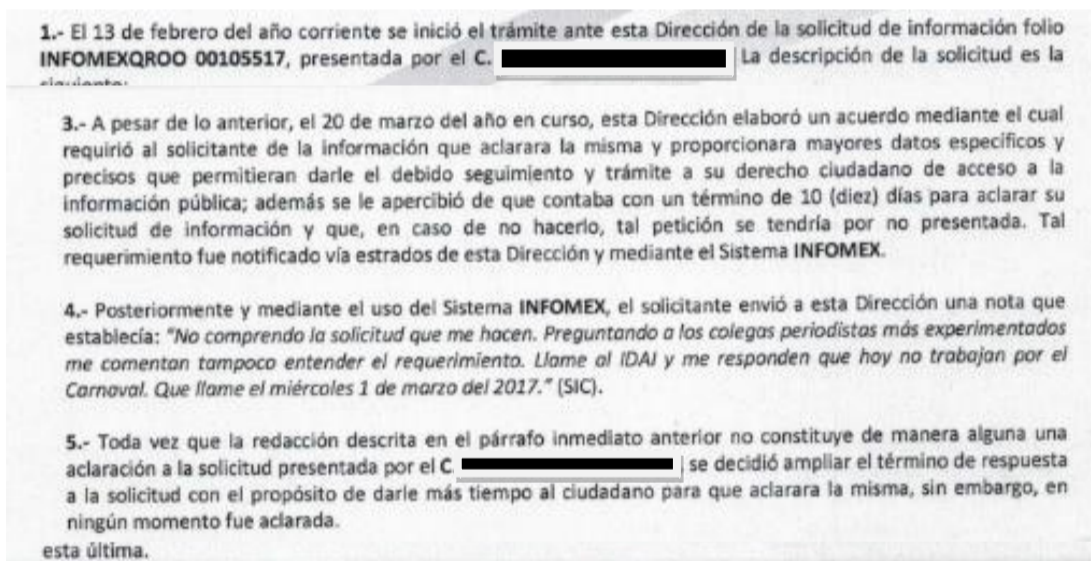 1.- El 13 de febrero del año corriente se inició el trámite ante esta Dirección de la solicitud de información folio
INFOMEXQROO 00105517, presentada por el C. La descripción de la solicitud es la
siguiente:
3.- A pesar de lo anterior, el 20 de marzo del año en curso, esta Dirección elaboró un acuerdo mediante el cual
requirió al solicitante de la información que aclarara la misma y proporcionara mayores datos específicos y
precisos que permitieran darle el debido seguimiento y trámite a su derecho ciudadano de acceso a la
información pública; además se le apercibió de que contaba con un término de 10 (diez) días para aclarar su
solicitud de información y que, en caso de no hacerlo, tal petición se tendría por no presentada. Tal
requerimiento fue notificado vía estrados de esta Dirección y mediante el Sistema INFOMEX.
4.- Posteriormente y mediante el uso del Sistema INFOMEX, el solicitante envió a esta Dirección una nota que
establecía: "No comprendo la solicitud que me hacen. Preguntando a los colegas periodistas más experimentados
me comentan tampoco entender el requerimiento. Llame al IDAI y me responden que hoy no trabajan por el
Carnaval. Que llame el miércoles 1 de marzo del 2017." (SIC).
5.- Toda vez que la redacción descrita en el párrafo inmediato anterior no constituye de manera alguna una
aclaración a la solicitud presentada por el C. se decidió ampliar el término de respuesta
a la solicitud con el propósito de darle más tiempo al ciudadano para que aclarara la misma, sin embargo, en
ningún momento fue aclarada.
esta última.